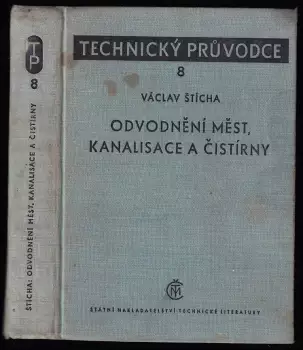 TP
8
ŠTÍCHA: ODVODNĚNÍ MĚST, KANALISACE A ČISTÍRNY
TECHNICKÝ PRŮVODCE
8
VÁCLAV ŠTÍCHA
ODVODNĚNÍ MĚST,
KANALISACE A ČISTÍRNY
STÁTNÍ NAKLADATELSTVÍ TECHNICKÉ LITERATURY